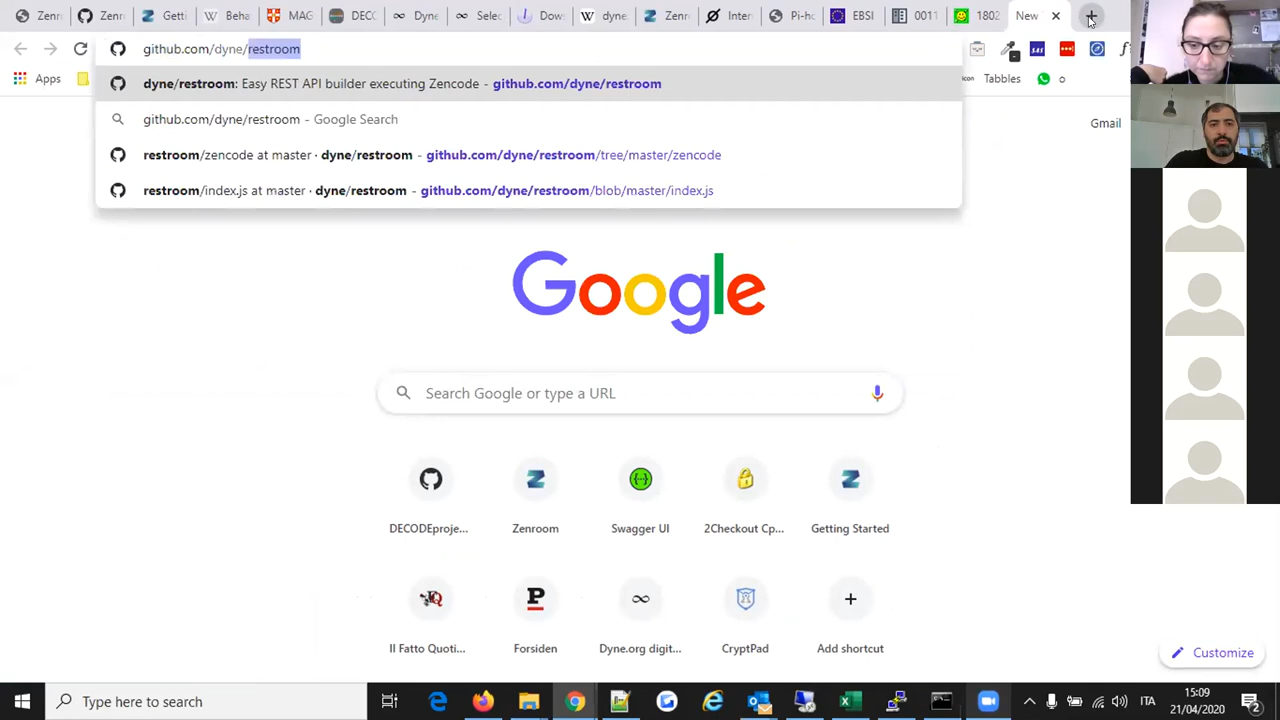 Zenr
Zenro
Getti
Beha
MAG
DECC
Dyne
Selec
Dow
dyne
Zenn
Inter
Pi-ho
EBSI
0011
1802
New
github.com/dyne/restroom
Apps
Tabbles
o
dyne/restroom: Easy REST API builder executing Zencode - github.com/dyne/restroom
github.com/dyne/restroom - Google Search
restroom/zencode at master · dyne/restroom - github.com/dyne/restroom/tree/master/zencode
restroom/index.js at master · dyne/restroom - github.com/dyne/restroom/blob/master/index.js
Gmail
Google
Search Google or type a URL
DECODEproje...
Zenroom
Swagger UI
2Checkout Cp...
Getting Started
Il Fatto Quoti...
Forsiden
Dyne.org digit...
CryptPad
Add shortcut
Customize
Type here to search
ITA
15:09
21/04/2020
2